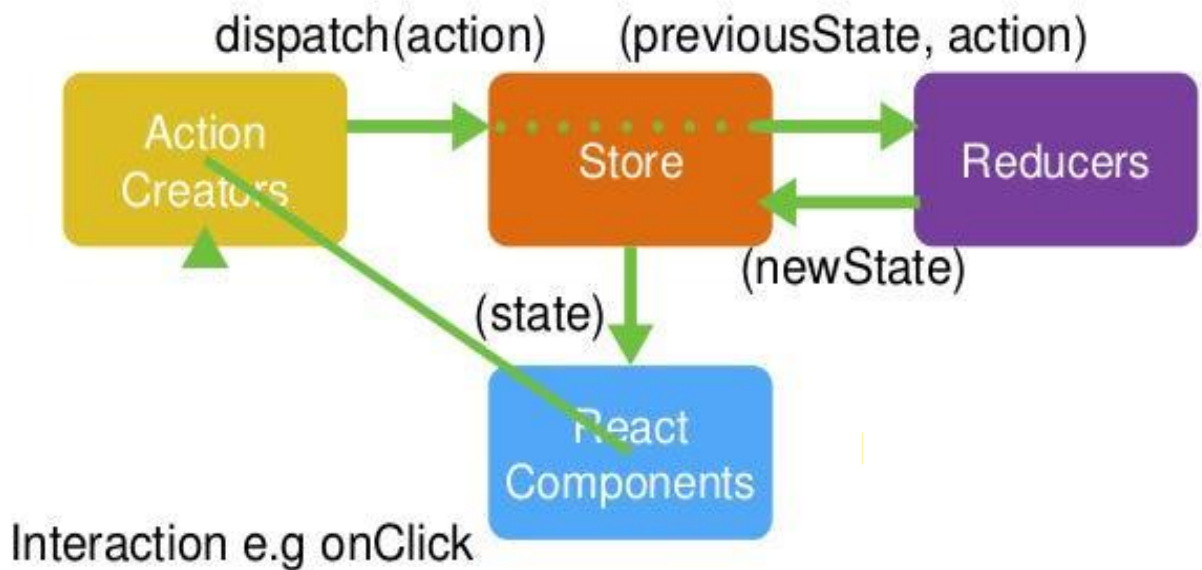 dispatch(action)
(previousState, action)
Action
Creators
Store
Reducers
(newState)
(state)
React
Components
Interaction e.g onClick